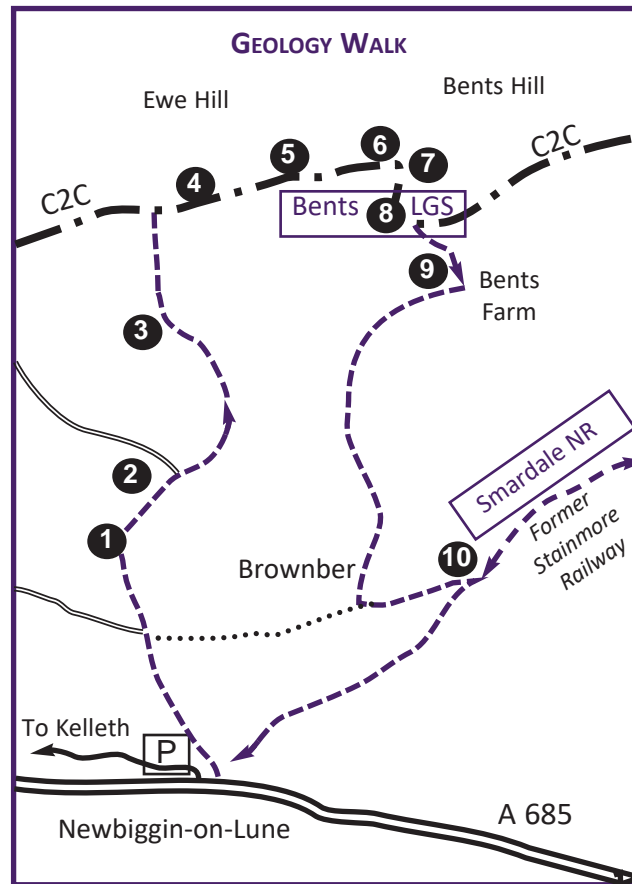 GEOLOGY WALK
Bents Hill
Ewe Hill
6
7
C2C
5
4
C2C
Bents
8
LGS
9
Bents
Farm
3
Smardale NR
2
Former
Stainmore
Railway
1
10
Brownber
To Kelleth
P
A 685
Newbiggin-on-Lune